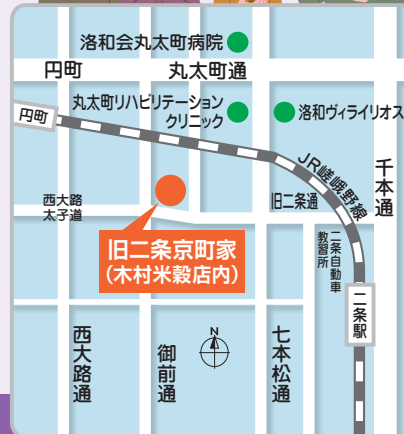 洛和会丸太町病院
円町
丸太町通
丸太町リハビリテーション
クリニック
洛和ヴィライリオス
円町
JR嵯峨野線
千本通
西大路
太子道
旧二条通
旧二条京町家
(木村米穀店内)
二条自動車
教習所
二条駅
西大路通
御前通
N
七本松通